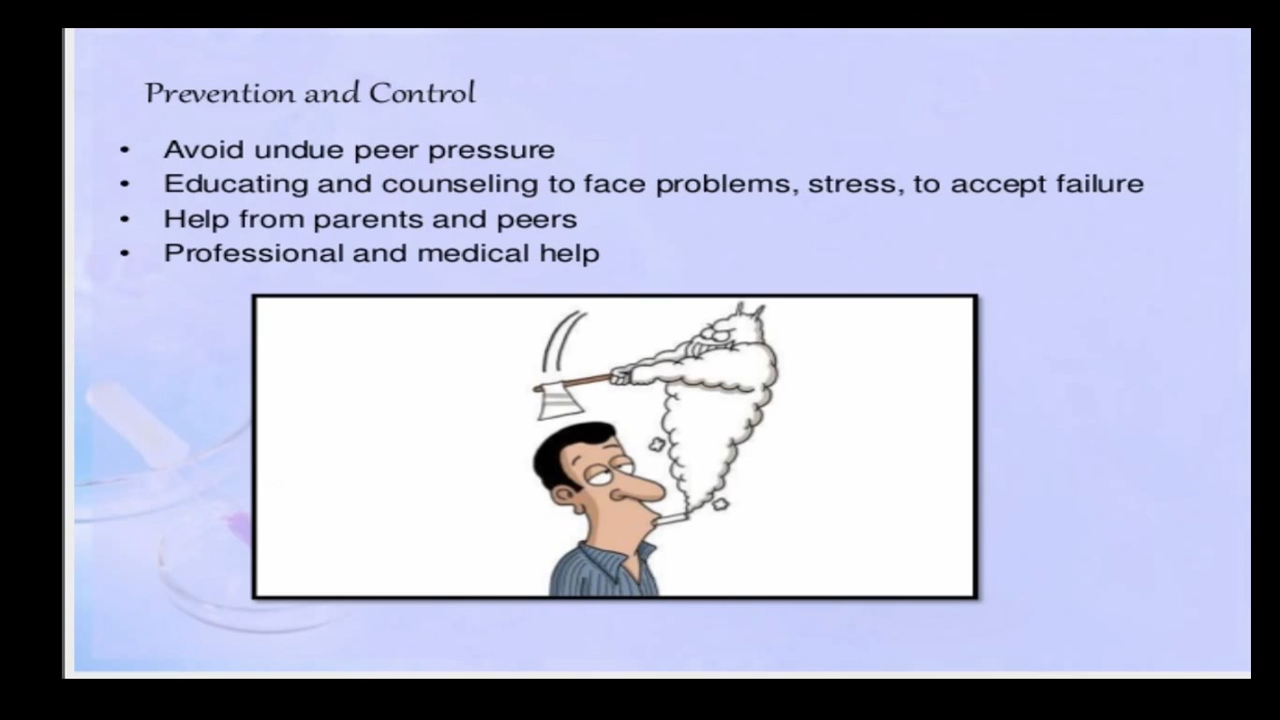 Prevention and Control
• Avoid undue peer pressure
• Educating and counseling to face problems, stress, to accept failure
• Help from parents and peers
• Professional and medical help